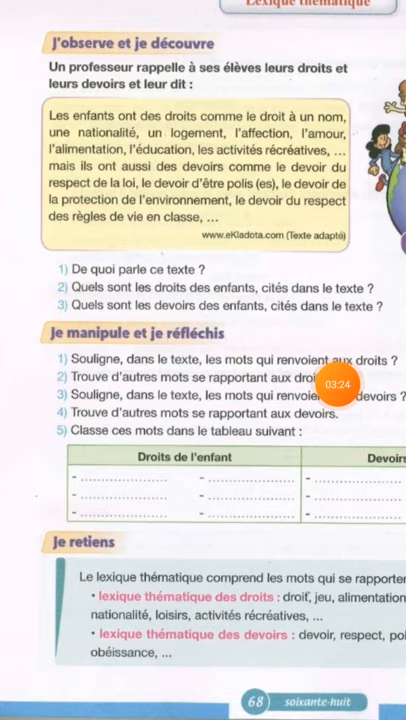 Lexique thématique
J'observe et je découvre
Un professeur rappelle à ses élèves leurs droits et
leurs devoirs et leur dit :
Les enfants ont des droits comme le droit à un nom,
une nationalité, un logement, l'affection, l'amour,
l'alimentation, l'éducation, les activités récréatives, ...
mais ils ont aussi des devoirs comme le devoir du
respect de la loi, le devoir d'être polis (es), le devoir de
la protection de l'environnement, le devoir du respect
des règles de vie en classe, ...
www.eKladota.com (Texte adapté)
1) De quoi parle ce texte ?
2) Quels sont les droits des enfants, cités dans le texte ?
3) Quels sont les devoirs des enfants, cités dans le texte ?
Je manipule et je réfléchis
1) Souligne, dans le texte, les mots qui renvoient aux droits ?
2) Trouve d'autres mots se rapportant aux droi
03:24
3) Souligne, dans le texte, les mots qui renvoie devoirs ?
4) Trouve d'autres mots se rapportant aux devoirs.
5) Classe ces mots dans le tableau suivant :
Droits de l'enfant Devoirs
Je retiens
Le lexique thématique comprend les mots qui se rapporter
• lexique thématique des droits : droit, jeu, alimentation
nationalité, loisirs, activités récréatives, ...
• lexique thématique des devoirs : devoir, respect, pol
obéissance, ...
68 soixante-huit